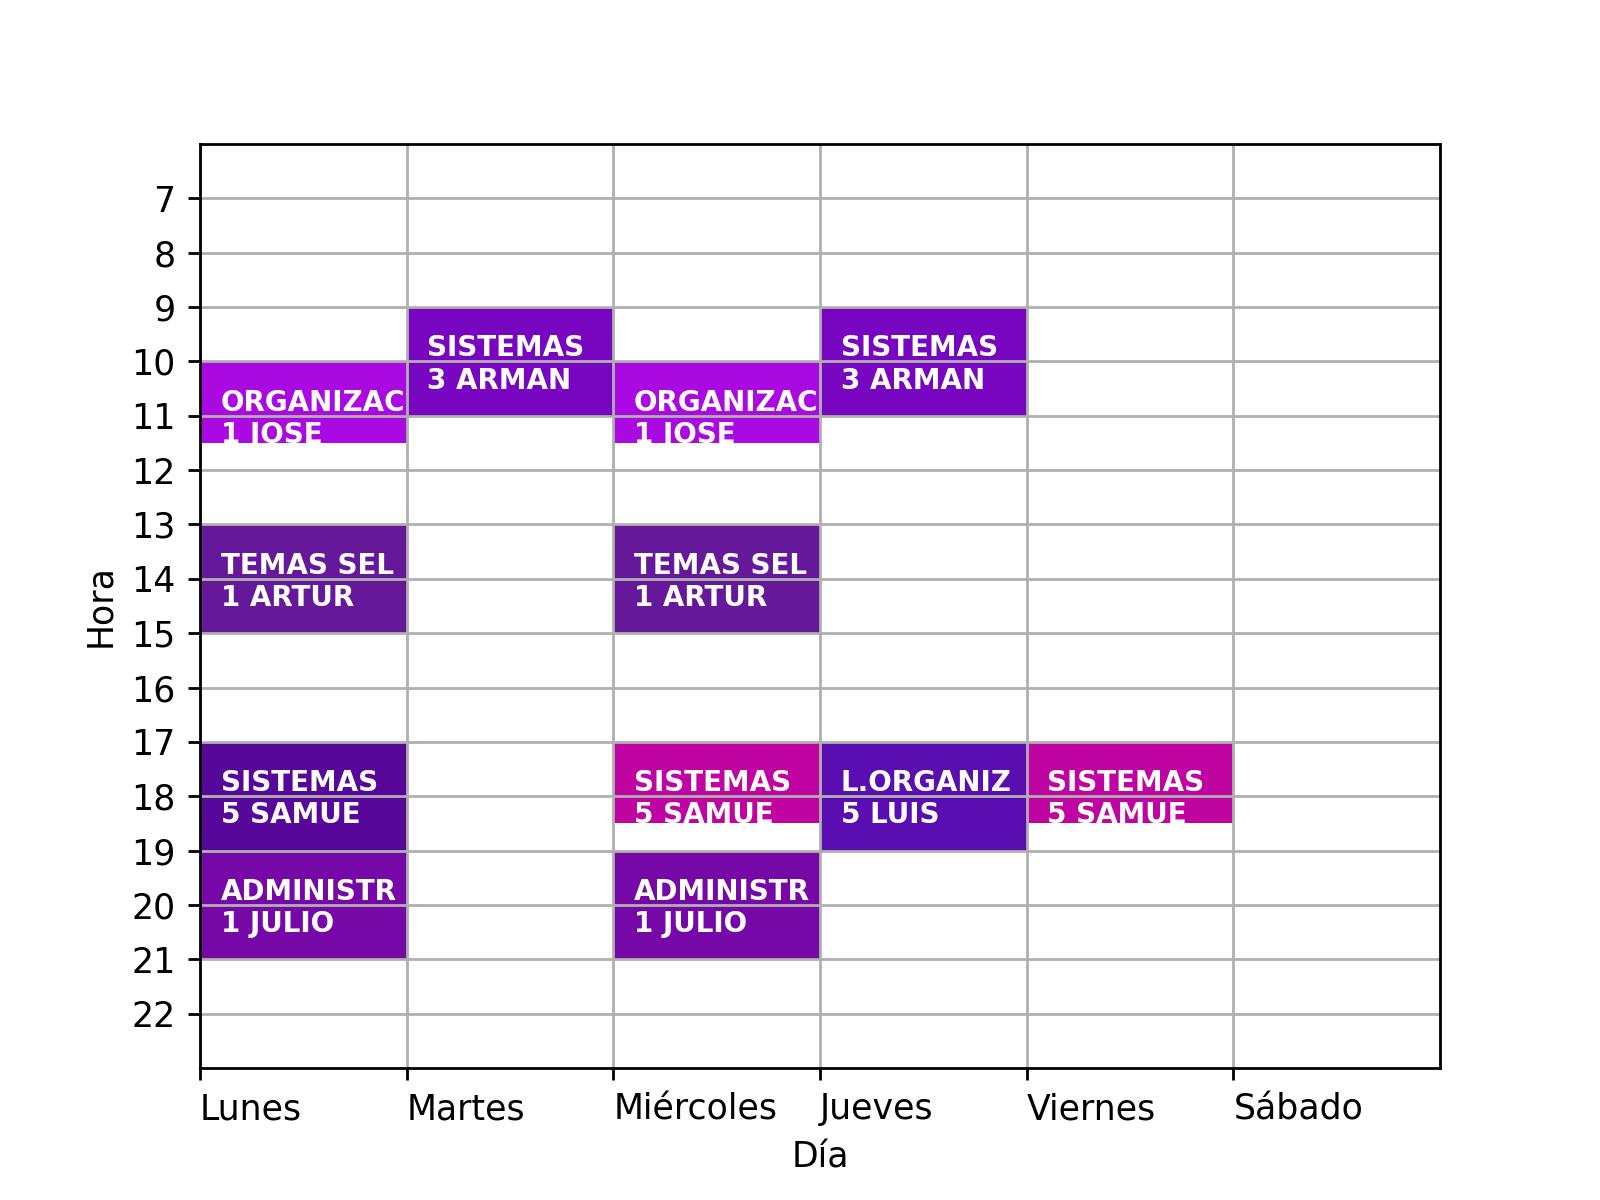 7
8
9
10
11
12
13
14
15
16
17
18
19
20
21
22
Hora
SISTEMAS
3 ARMAN
SISTEMAS
3 ARMAN
ORGANIZAC
1 JOSE
ORGANIZAC
1 JOSE
TEMAS SEL
1 ARTUR
TEMAS SEL
1 ARTUR
SISTEMAS
5 SAMUE
SISTEMAS
5 SAMUE
L.ORGANIZ
5 LUIS
SISTEMAS
5 SAMUE
ADMINISTR
1 JULIO
ADMINISTR
1 JULIO
Lunes
Martes
Miércoles
Jueves
Viernes
Sábado
Día